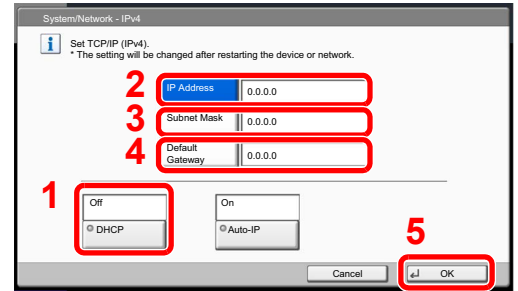 System/Network - IPv4
i
Set TCP/IP (IPv4).
* The setting will be changed after restarting the device or network.
2
IP Address
0.0.0.0
3
Subnet Mask
0.0.0.0
4
Default
Gateway
0.0.0.0
1
Off
DHCP
On
Auto-IP
5
Cancel
OK